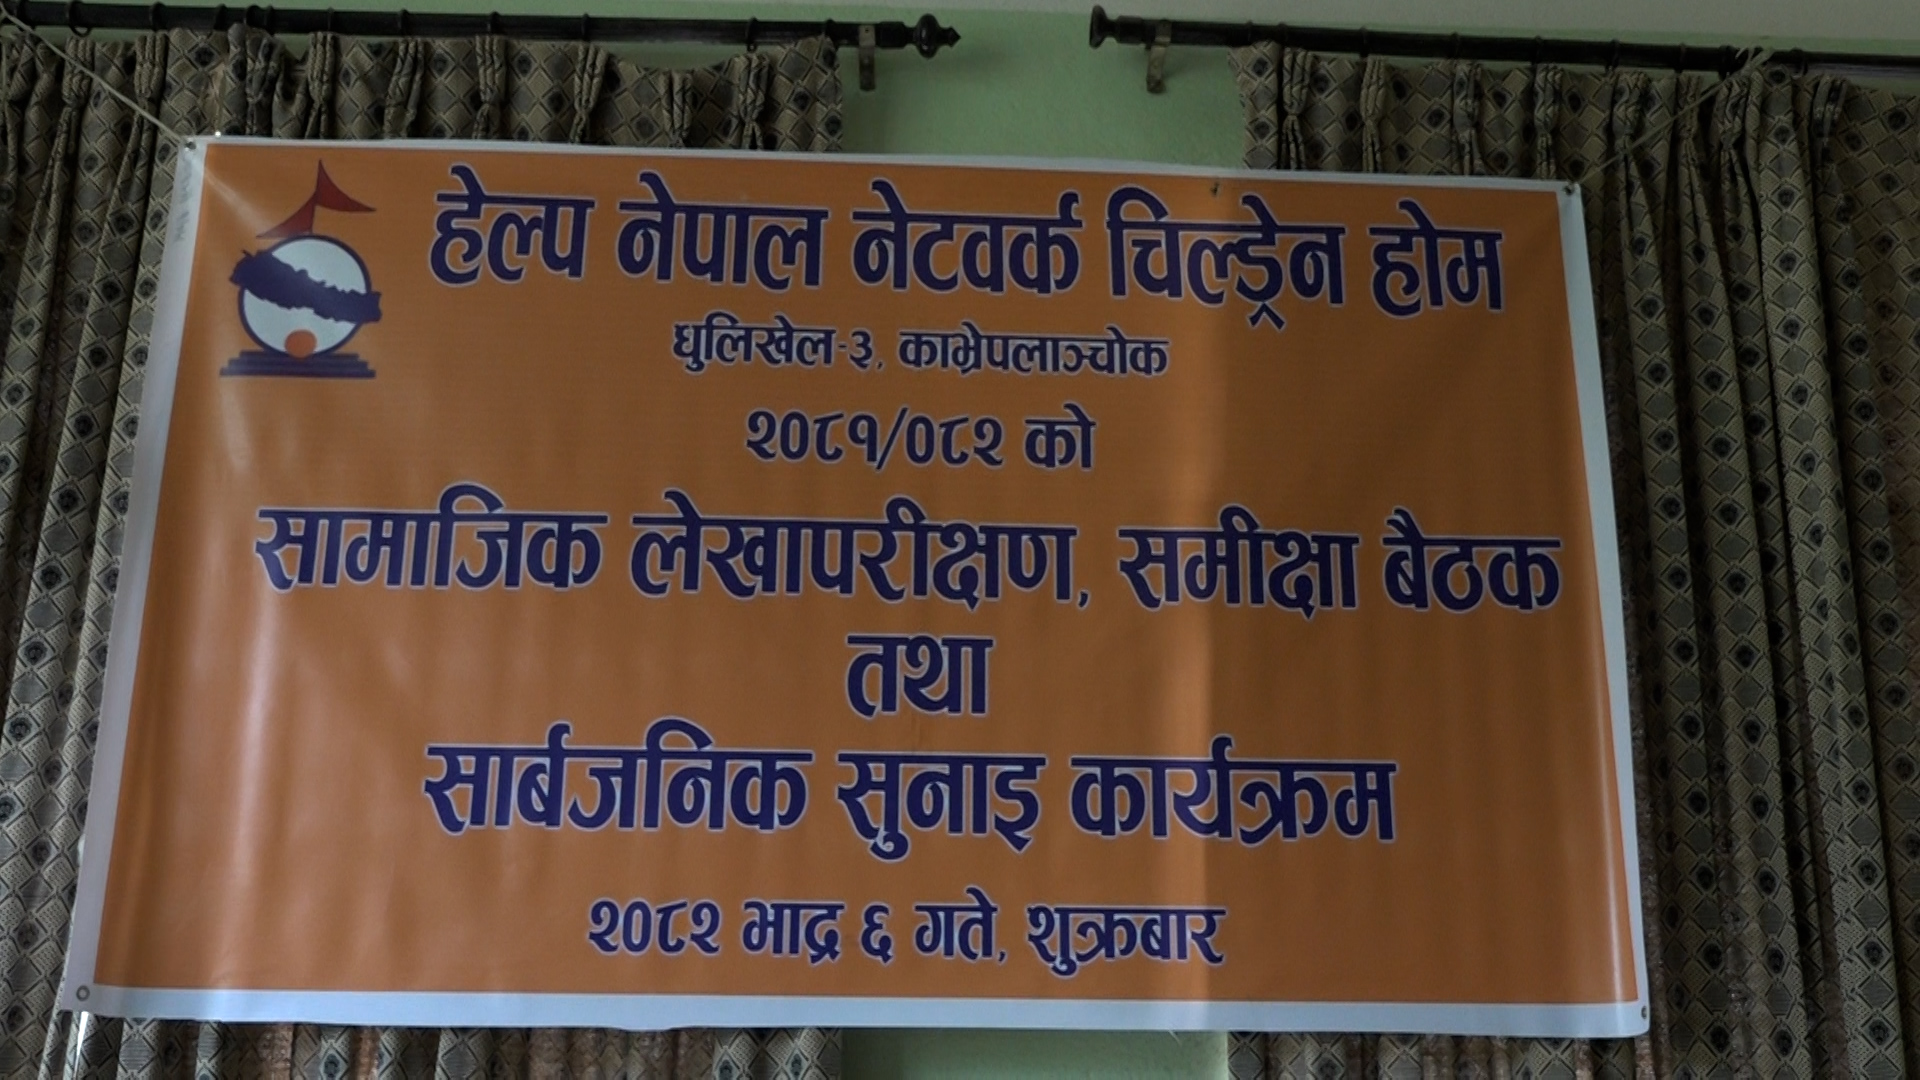 हेल्प नेपाल नेटवर्क चिल्ड्रेन होम
धुलिखेल-३, काभ्रेपलाञ्चोक
२०८१/०८२ को
सामाजिक लेखापरीक्षण, समीक्षा बैठक
तथा
सार्बजनिक सुनाइ कार्यक्रम
२०८२ भाद्र ६ गते, शुक्रबार